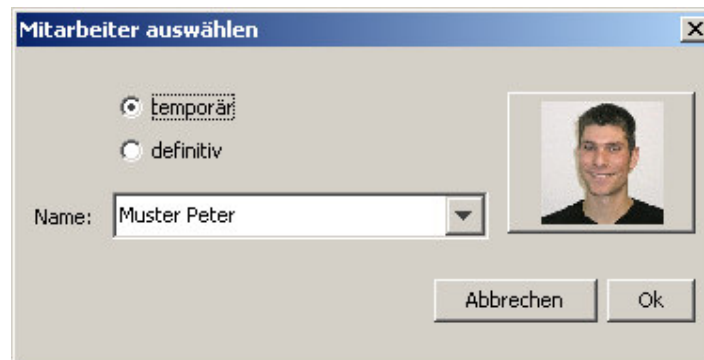 Mitarbeiter auswählen
temporär
definitiv
Name: Muster Peter
Abbrechen Ok